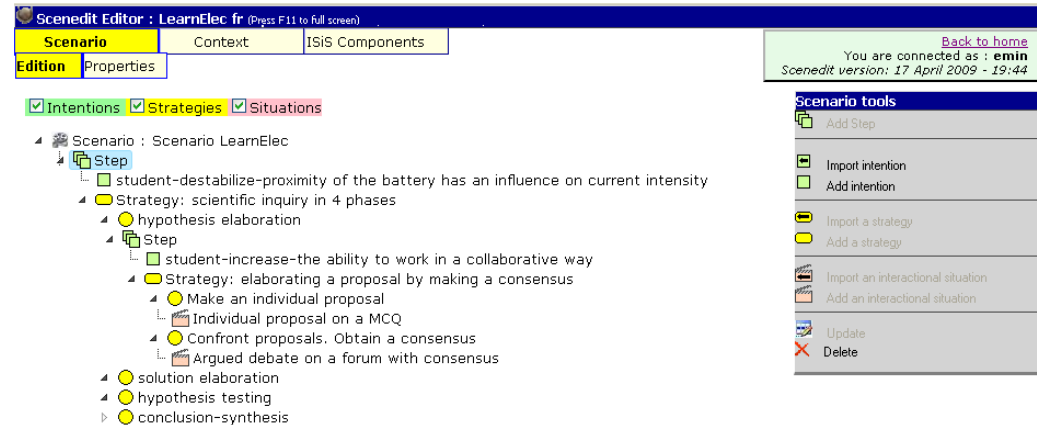 Scenedit Editor : LearnElec fr (Press F11 to full screen)
Scenario Context ISiS Components
Edition Properties
Back to home
You are connected as : emin
Scenedit version: 17 April 2009 - 19:44
Intentions Strategies Situations
Scenario : Scenario LearnElec
Step
student-destabilize-proximity of the battery has an influence on current intensity
Strategy: scientific inquiry in 4 phases
hypothesis elaboration
Step
student-increase-the ability to work in a collaborative way
Strategy: elaborating a proposal by making a consensus
Make an individual proposal
Individual proposal on a MCQ
Confront proposals. Obtain a consensus
Argued debate on a forum with consensus
solution elaboration
hypothesis testing
conclusion-synthesis
Scenario tools
Add Step
Import intention
Add intention
Import a strategy
Add a strategy
Import an interactional situation
Add an interactional situation
Update
Delete